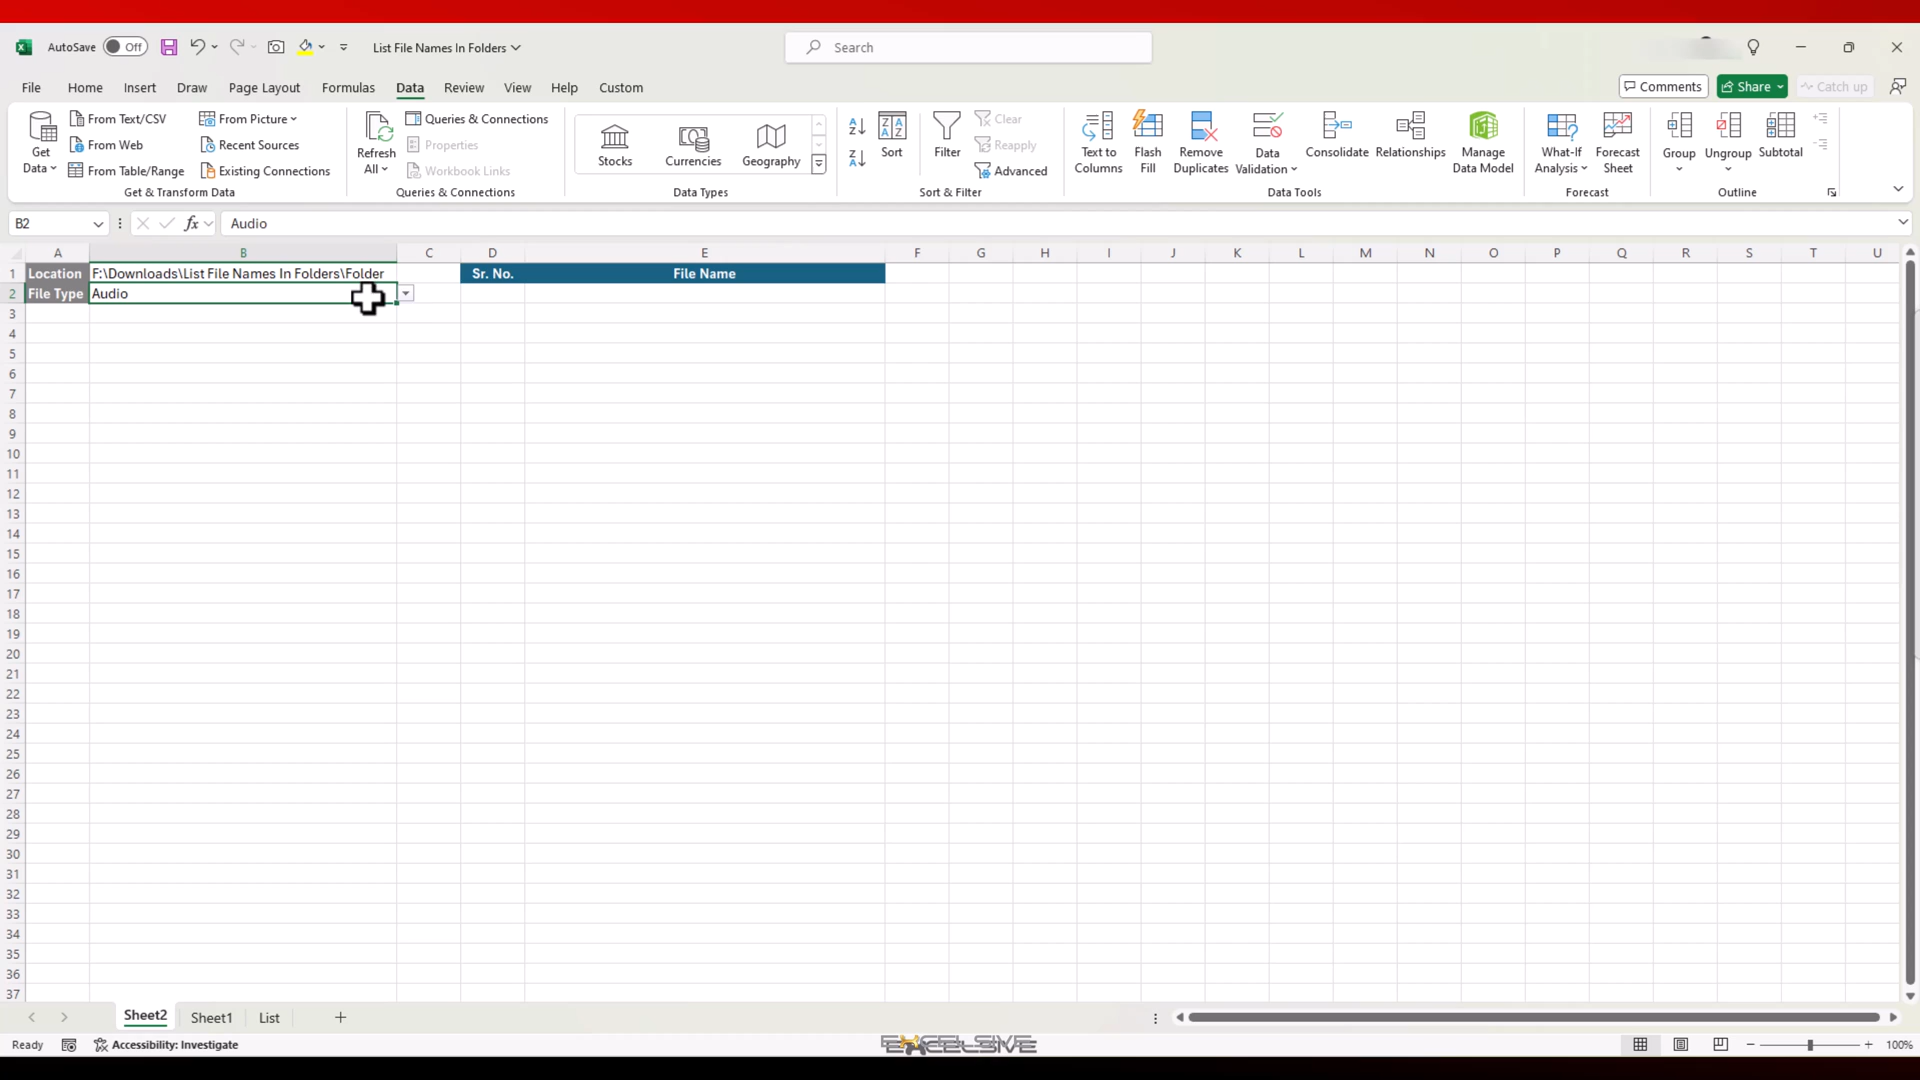 AutoSave Off List File Names In Folders Search
File Home Insert Draw Page Layout Formulas Data Review View Help Custom Comments Share Catch up
Get Data
From Text/CSV
From Web
From Table/Range
From Picture
Recent Sources
Existing Connections
Get & Transform Data
Refresh All
Queries & Connections
Properties
Workbook Links
Queries & Connections
Stocks Currencies Geography
Data Types
Sort
Filter
Clear
Reapply
Advanced
Sort & Filter
Text to Columns
Flash Fill
Remove Duplicates
Data Validation
Consolidate
Relationships
Manage Data Model
Data Tools
What-If Analysis
Forecast Sheet
Forecast
Group
Ungroup
Subtotal
Outline
B2 fx Audio
A B C D E F G H I J K L M N O P Q R S T U
1 Location F:\Downloads\List File Names In Folders\Folder Sr. No. File Name
2 File Type Audio
3
4
5
6
7
8
9
10
11
12
13
14
15
16
17
18
19
20
21
22
23
24
25
26
27
28
29
30
31
32
33
34
35
36
37
Sheet2 Sheet1 List
Ready Accessibility: Investigate EXCELSIVE 100%